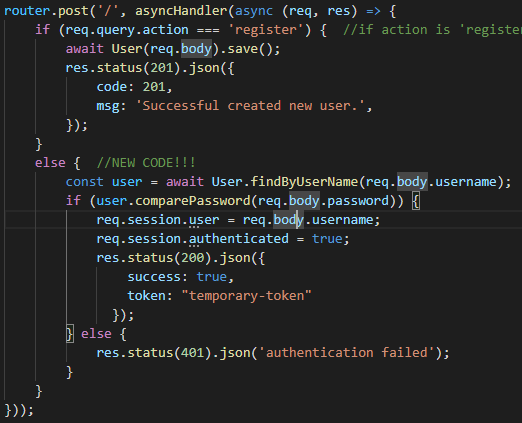 router.post('/', asyncHandler(async (req, res) => {
    if (req.query.action === 'register') {  //if action is 'register
        await User(req.body).save();
        res.status(201).json({
            code: 201,
            msg: 'Successful created new user.',
        });
    }
    else {  //NEW CODE!!!
        const user = await User.findByUserName(req.body.username);
        if (user.comparePassword(req.body.password)) {
            req.session.user = req.body.username;
            req.session.authenticated = true;
            res.status(200).json({
                success: true,
                token: "temporary-token"
              });
        } else {
            res.status(401).json('authentication failed');
        }
    }
}));